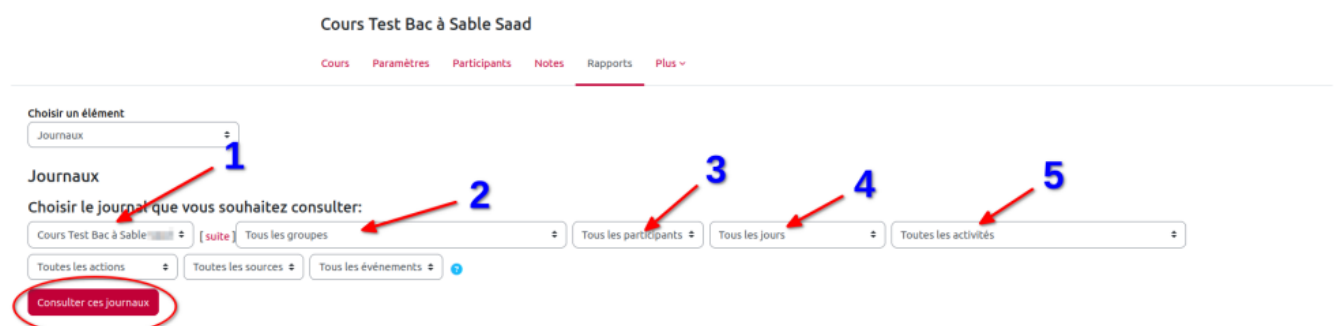 Cours Test Bac à Sable Saad
Cours Paramètres Participants Notes Rapports Plus
Choisir un élément
Journaux
1
2
3
4
5
Journaux
Choisir le journal que vous souhaitez consulter:
Cours Test Bac à Sable [ suite ] Tous les groupes Tous les participants Tous les jours Toutes les activités
Toutes les actions Toutes les sources Tous les événements ?
Consulter ces journaux